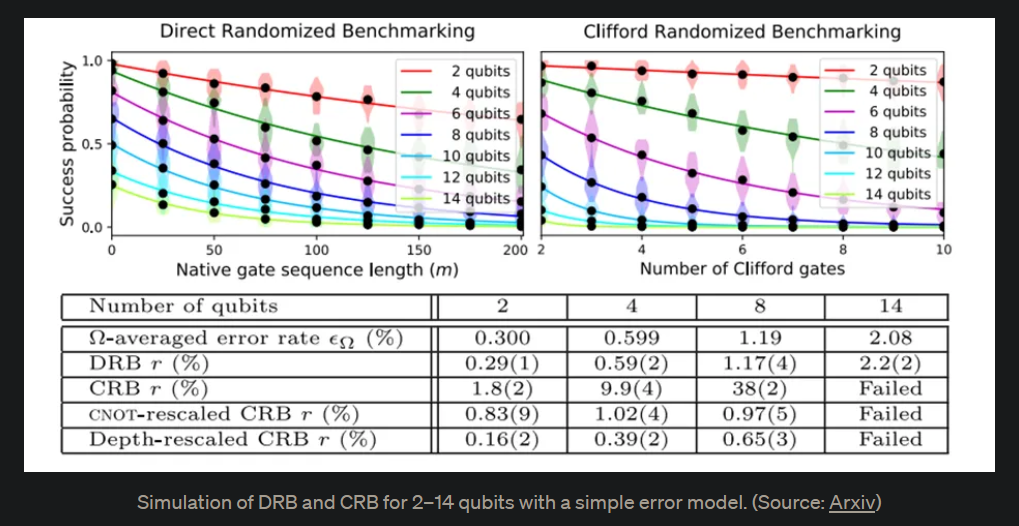 Direct Randomized Benchmarking
Clifford Randomized Benchmarking
Success probability
1.0
0.5
0.0
2 qubits
4 qubits
6 qubits
8 qubits
10 qubits
12 qubits
14 qubits
0 50 100 150 200
Native gate sequence length (m)
2 qubits
4 qubits
6 qubits
8 qubits
10 qubits
12 qubits
14 qubits
2 4 6 8 10
Number of Clifford gates
Number of qubits 2 4 8 14
Ω-averaged error rate ϵΩ (%) 0.300 0.599 1.19 2.08
DRB r (%) 0.29(1) 0.59(2) 1.17(4) 2.2(2)
CRB r (%) 1.8(2) 9.9(4) 38(2) Failed
CNOT-rescaled CRB r (%) 0.83(9) 1.02(4) 0.97(5) Failed
Depth-rescaled CRB r (%) 0.16(2) 0.39(2) 0.65(3) Failed
Simulation of DRB and CRB for 2–14 qubits with a simple error model. (Source: Arxiv)